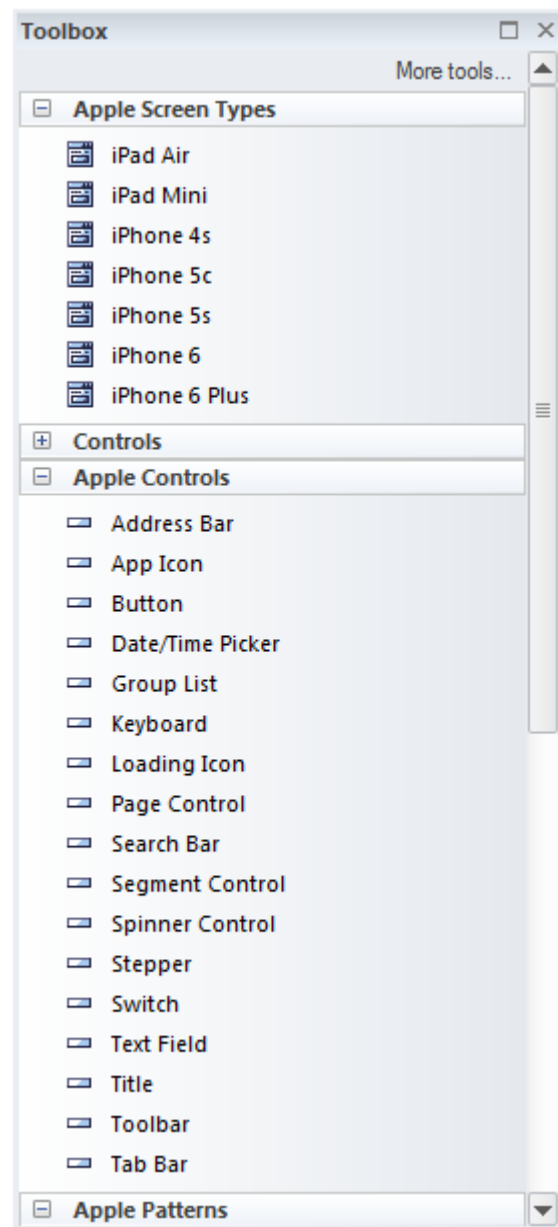 Toolbox
More tools...
Apple Screen Types
iPad Air
iPad Mini
iPhone 4s
iPhone 5c
iPhone 5s
iPhone 6
iPhone 6 Plus
Controls
Apple Controls
Address Bar
App Icon
Button
Date/Time Picker
Group List
Keyboard
Loading Icon
Page Control
Search Bar
Segment Control
Spinner Control
Stepper
Switch
Text Field
Title
Toolbar
Tab Bar
Apple Patterns